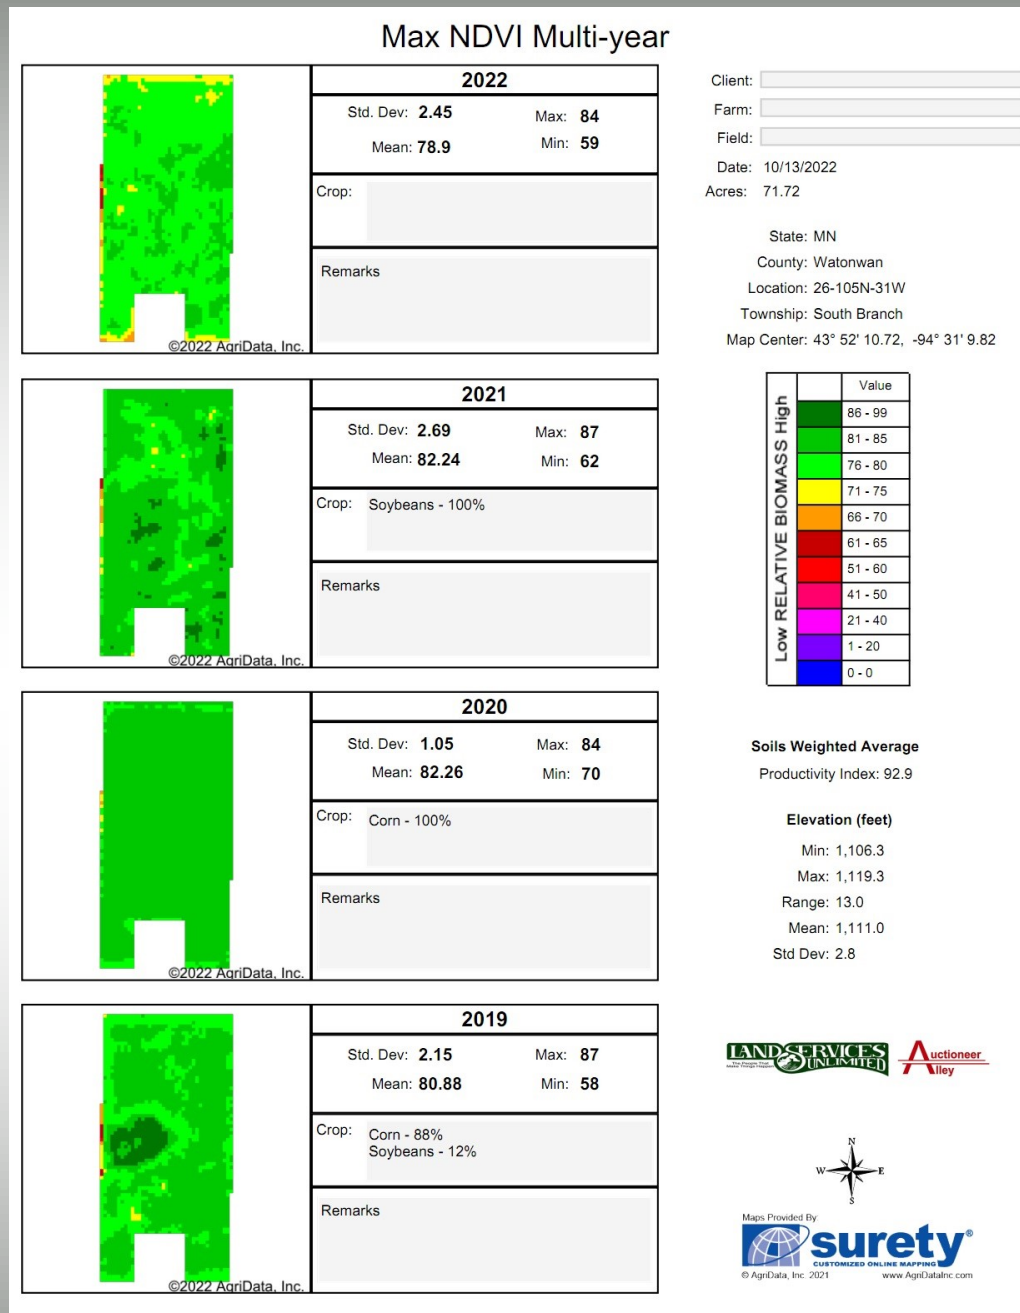 Max NDVI Multi-year
2022
Std. Dev: 2.45 Max: 84
Mean: 78.9 Min: 59
Crop:
Remarks
©2022 AgriData, Inc.
2021
Std. Dev: 2.69 Max: 87
Mean: 82.24 Min: 62
Crop: Soybeans - 100%
Remarks
©2022 AgriData, Inc.
2020
Std. Dev: 1.05 Max: 84
Mean: 82.26 Min: 70
Crop: Corn - 100%
Remarks
©2022 AgriData, Inc.
2019
Std. Dev: 2.15 Max: 87
Mean: 80.88 Min: 58
Crop: Corn - 88%
Soybeans - 12%
Remarks
©2022 AgriData, Inc.
Client:
Farm:
Field:
Date: 10/13/2022
Acres: 71.72
State: MN
County: Watonwan
Location: 26-105N-31W
Township: South Branch
Map Center: 43° 52' 10.72, -94° 31' 9.82
Low RELATIVE BIOMASS High
Value
86 - 99
81 - 85
76 - 80
71 - 75
66 - 70
61 - 65
51 - 60
41 - 50
21 - 40
1 - 20
0 - 0
Soils Weighted Average
Productivity Index: 92.9
Elevation (feet)
Min: 1,106.3
Max: 1,119.3
Range: 13.0
Mean: 1,111.0
Std Dev: 2.8
LAND SERVICES
UNLIMITED
The People That
Make Things Happen
Auctioneer
Alley
N
W E
S
Maps Provided By:
surety®
CUSTOMIZED ONLINE MAPPING
© AgriData, Inc. 2021 www.AgriDataInc.com